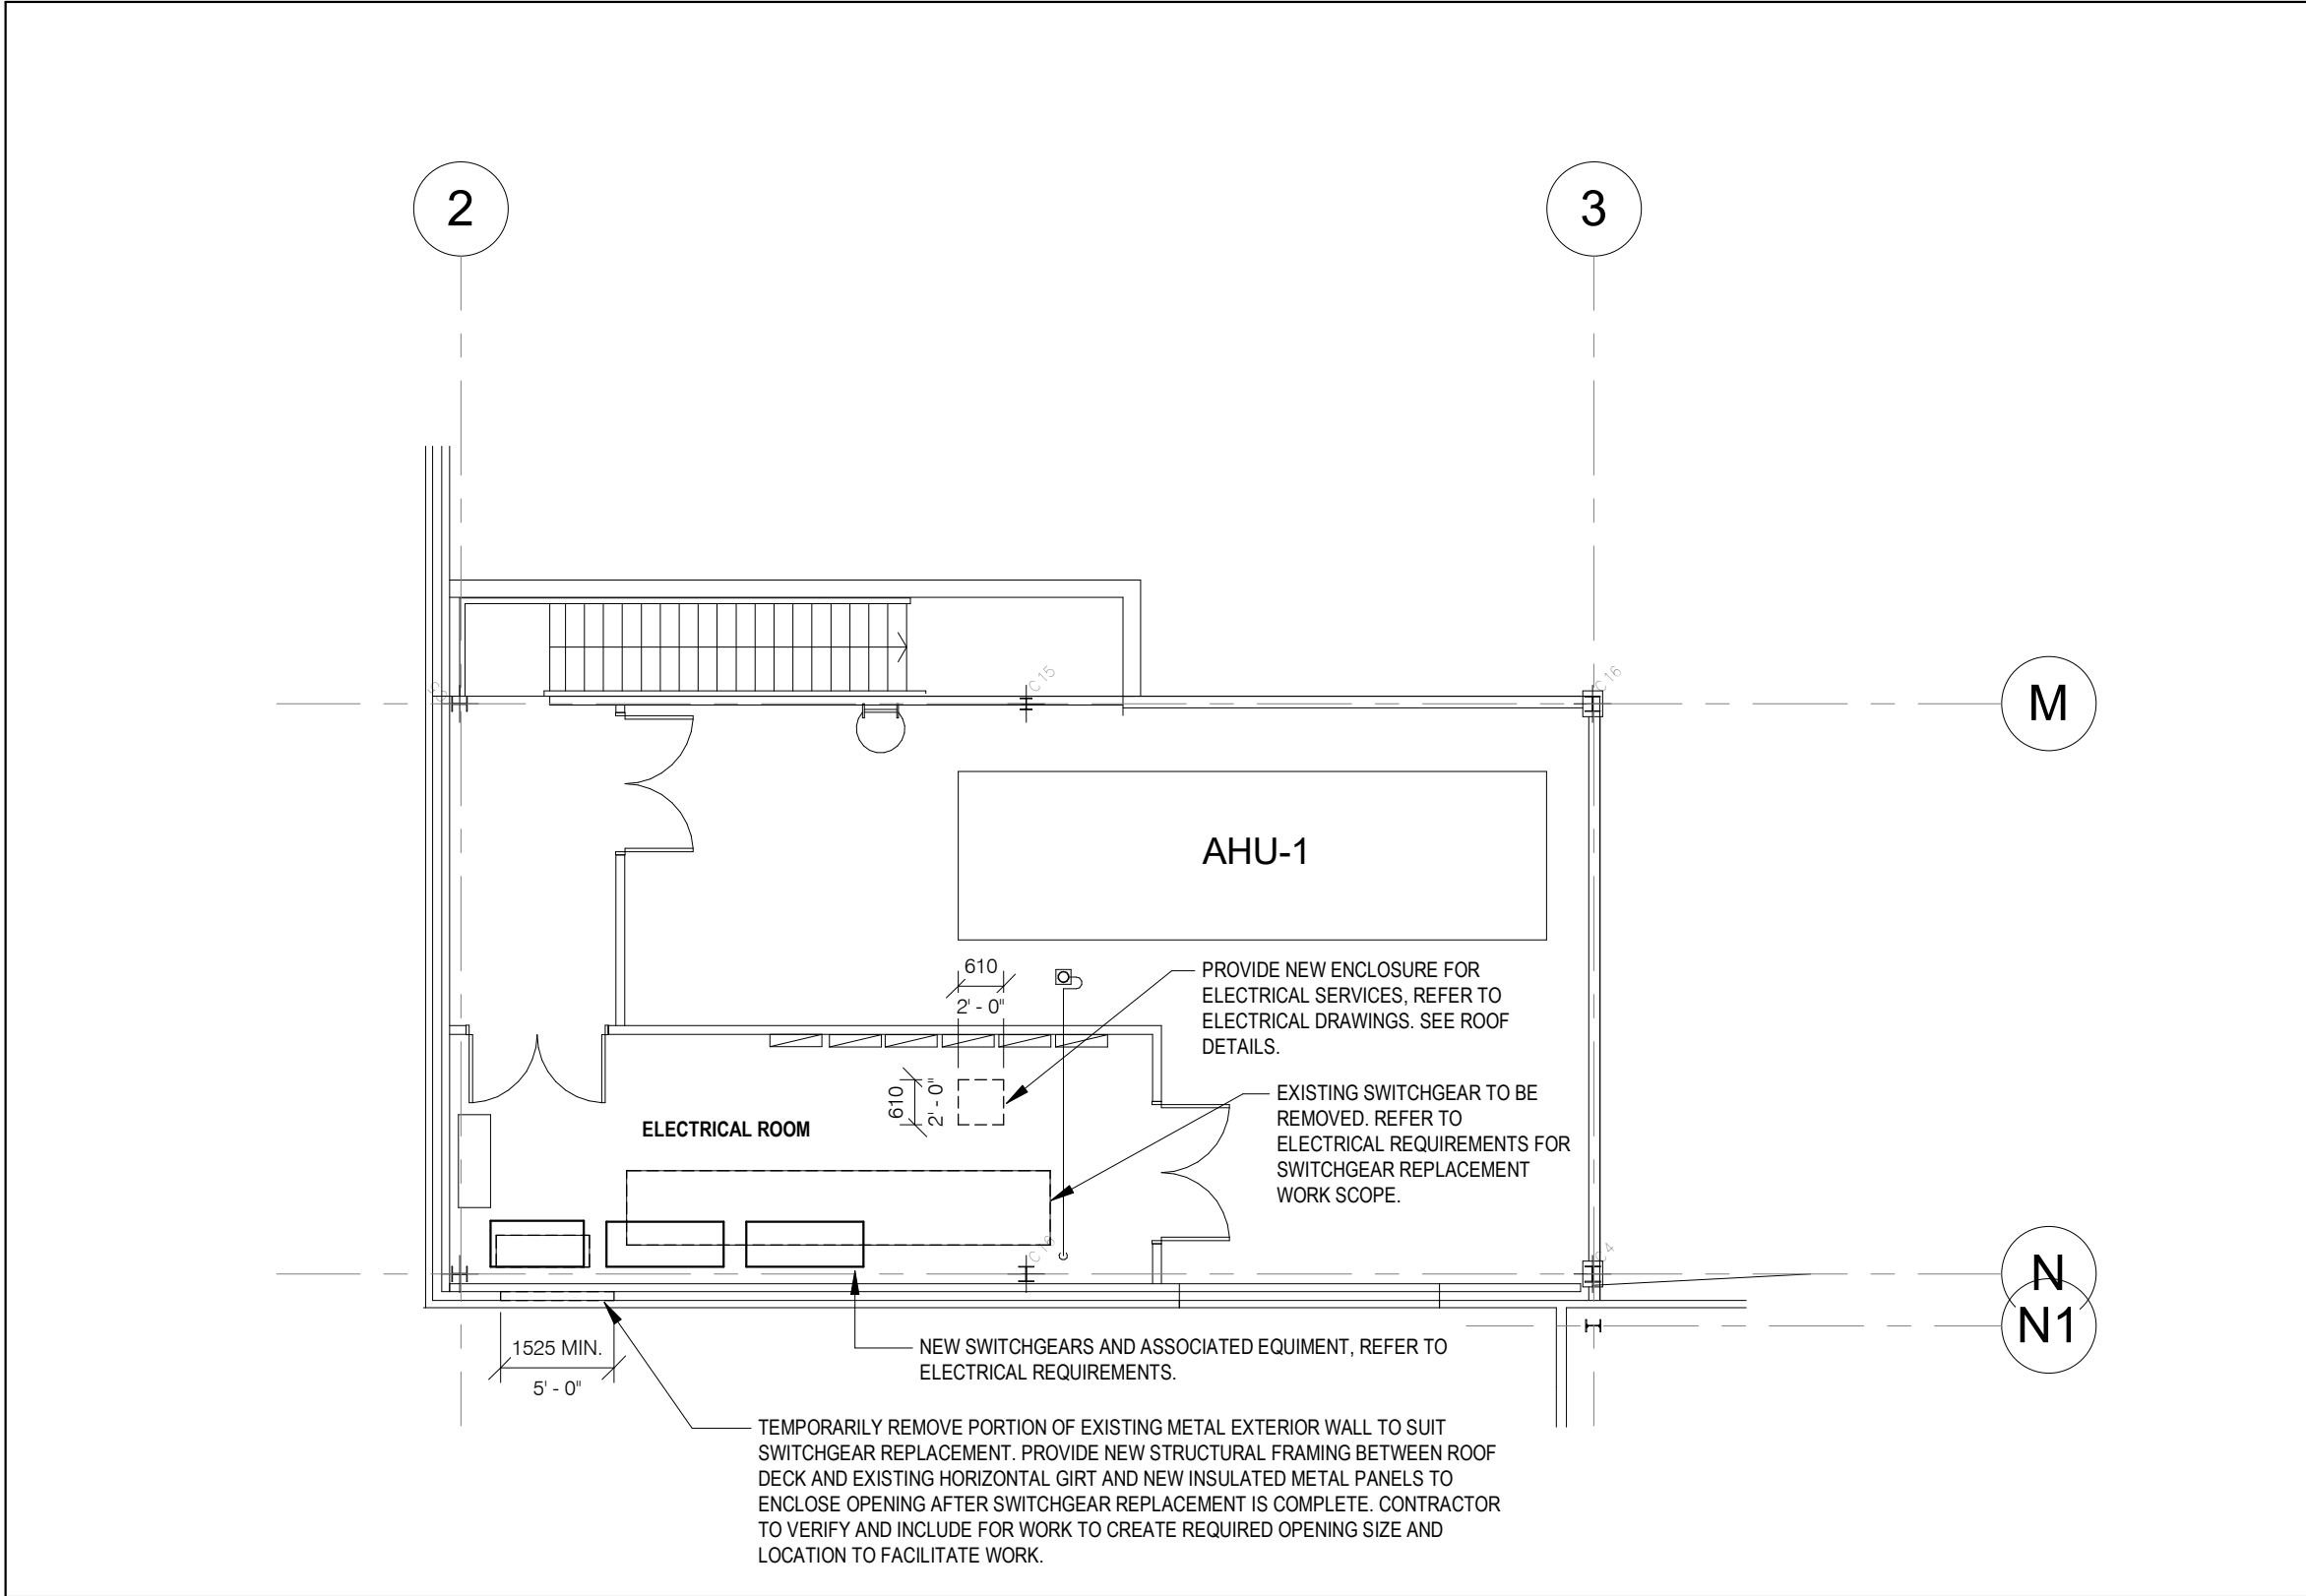 2
3
C15
C16
M
AHU-1
610
2' - 0"
PROVIDE NEW ENCLOSURE FOR
ELECTRICAL SERVICES, REFER TO
ELECTRICAL DRAWINGS. SEE ROOF
DETAILS.
610
2' - 0"
ELECTRICAL ROOM
EXISTING SWITCHGEAR TO BE
REMOVED. REFER TO
ELECTRICAL REQUIREMENTS FOR
SWITCHGEAR REPLACEMENT
WORK SCOPE.
N
N1
1525 MIN.
5' - 0"
NEW SWITCHGEARS AND ASSOCIATED EQUIMENT, REFER TO
ELECTRICAL REQUIREMENTS.
TEMPORARILY REMOVE PORTION OF EXISTING METAL EXTERIOR WALL TO SUIT
SWITCHGEAR REPLACEMENT. PROVIDE NEW STRUCTURAL FRAMING BETWEEN ROOF
DECK AND EXISTING HORIZONTAL GIRT AND NEW INSULATED METAL PANELS TO
ENCLOSE OPENING AFTER SWITCHGEAR REPLACEMENT IS COMPLETE. CONTRACTOR
TO VERIFY AND INCLUDE FOR WORK TO CREATE REQUIRED OPENING SIZE AND
LOCATION TO FACILITATE WORK.